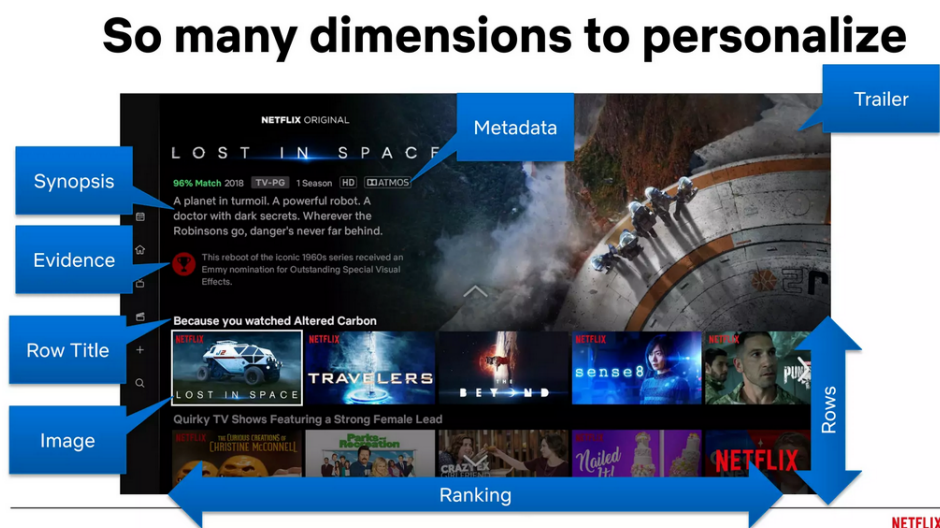 So many dimensions to personalize
Trailer
Metadata
NETFLIX ORIGINAL
LOST IN SPACE
Synopsis
96% Match 2018 TV-PG 1 Season HD ATMOS
A planet in turmoil. A powerful robot. A
doctor with dark secrets. Wherever the
Robinsons go, danger's never far behind.
Evidence
This reboot of the iconic 1960s series received an
Emmy nomination for Outstanding Special Visual
Effects.
Row Title
Because you watched Altered Carbon
NETFLIX
LOST IN SPACE
NETFLIX
TRAVELERS
THE
BEYOND
NETFLIX
sense8
NETFLIX
Image
Rows
Quirky TV Shows Featuring a Strong Female Lead
NETFLIX
THE CURIOUS CREATIONS OF
CHRISTINE McCONNELL
Parks and
Recreation
CRAZY EX
NETFLIX
Nailed
It!
NETFLIX
Ranking
NETFLIX